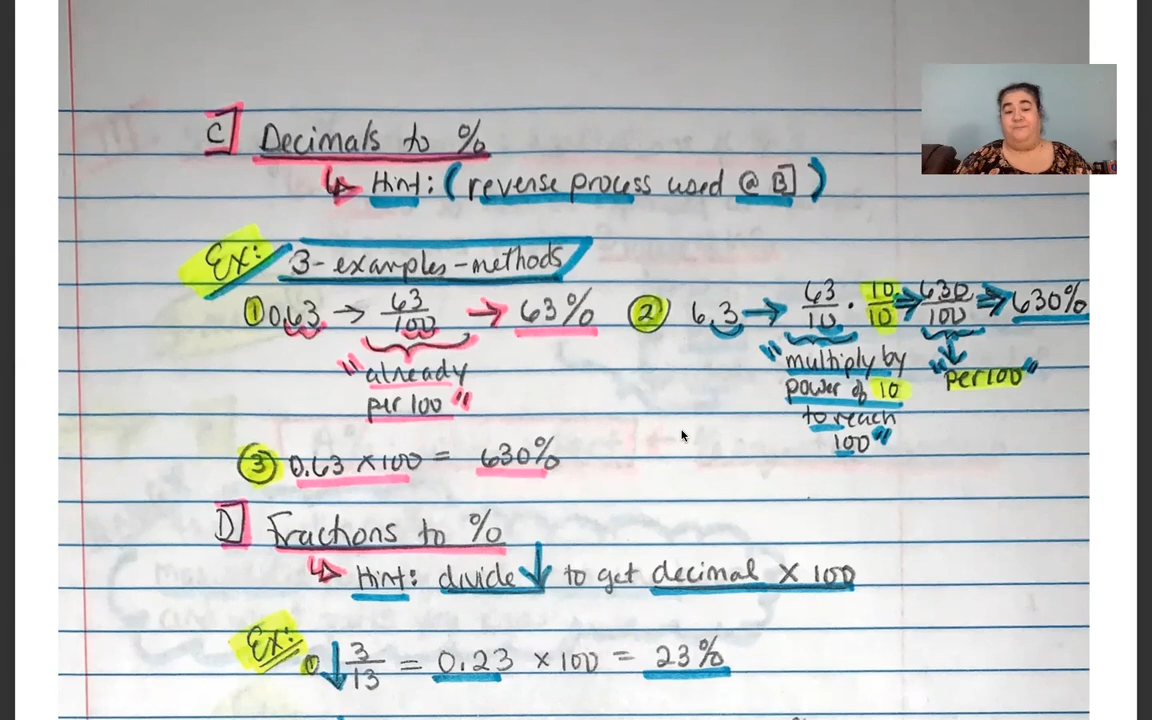 C] Decimals to %
↳ Hint: (reverse process used @ B])
Ex: 3-examples-methods
① 0.63 → 63/100 → 63%
"already
per 100"
② 6.3 → 63/10 · 10/10 ⇒ 630/100 ⇒ 630%
"multiply by
power of 10
to reach
100"
"per 100"
③ 0.63 × 100 = 630%
D] Fractions to %
↳ Hint: divide ↓ to get decimal × 100
Ex:
① ↓ 3/13 = 0.23 × 100 = 23%